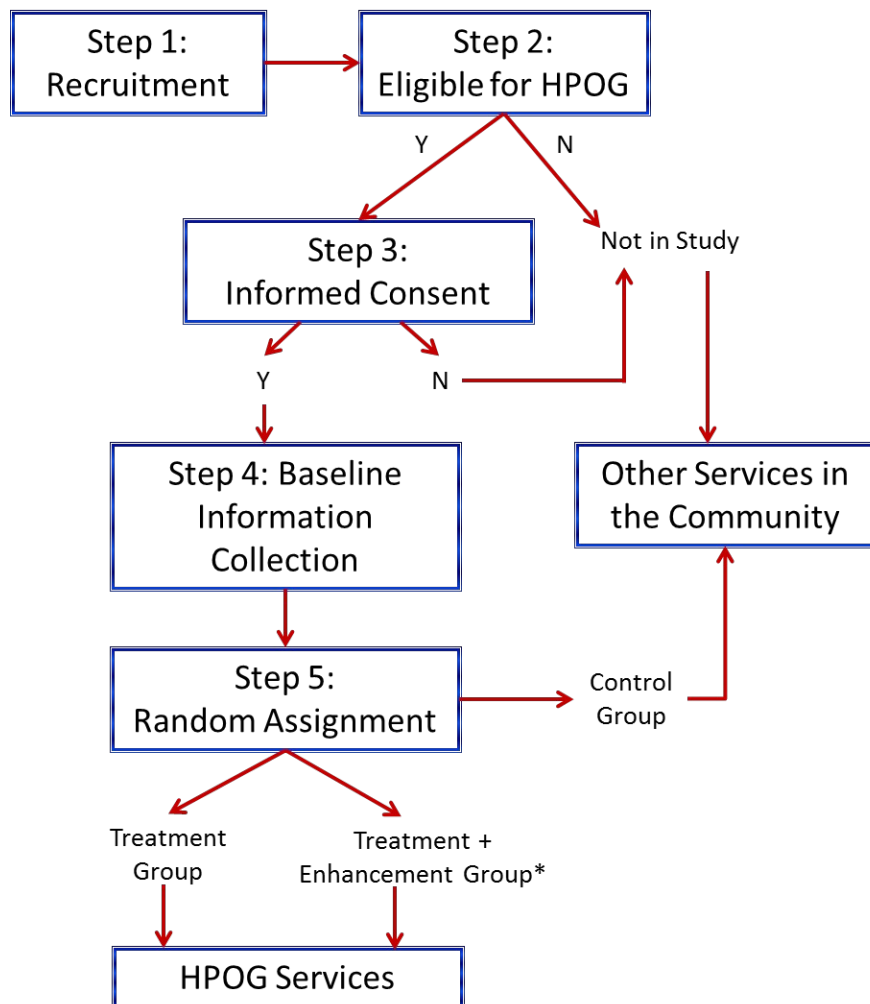 Step 1:
Recruitment
Step 2:
Eligible for HPOG
Y
N
Step 3:
Informed Consent
Not in Study
Y
N
Step 4: Baseline
Information
Collection
Other Services in
the Community
Step 5:
Random Assignment
Control
Group
Treatment
Group
Treatment +
Enhancement Group*
HPOG Services